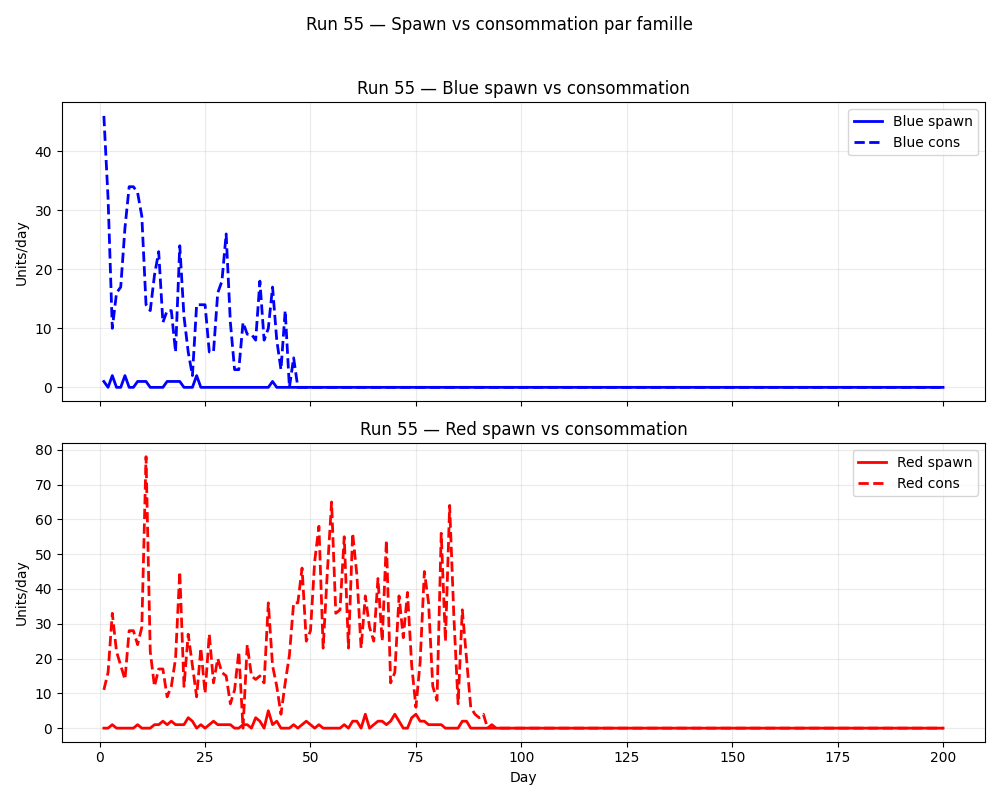 Run 55 — Spawn vs consommation par famille
Run 55 — Blue spawn vs consommation
Blue spawn
Blue cons
Units/day
40
30
20
10
0
Run 55 — Red spawn vs consommation
Red spawn
Red cons
Units/day
80
70
60
50
40
30
20
10
0
0 25 50 75 100 125 150 175 200
Day